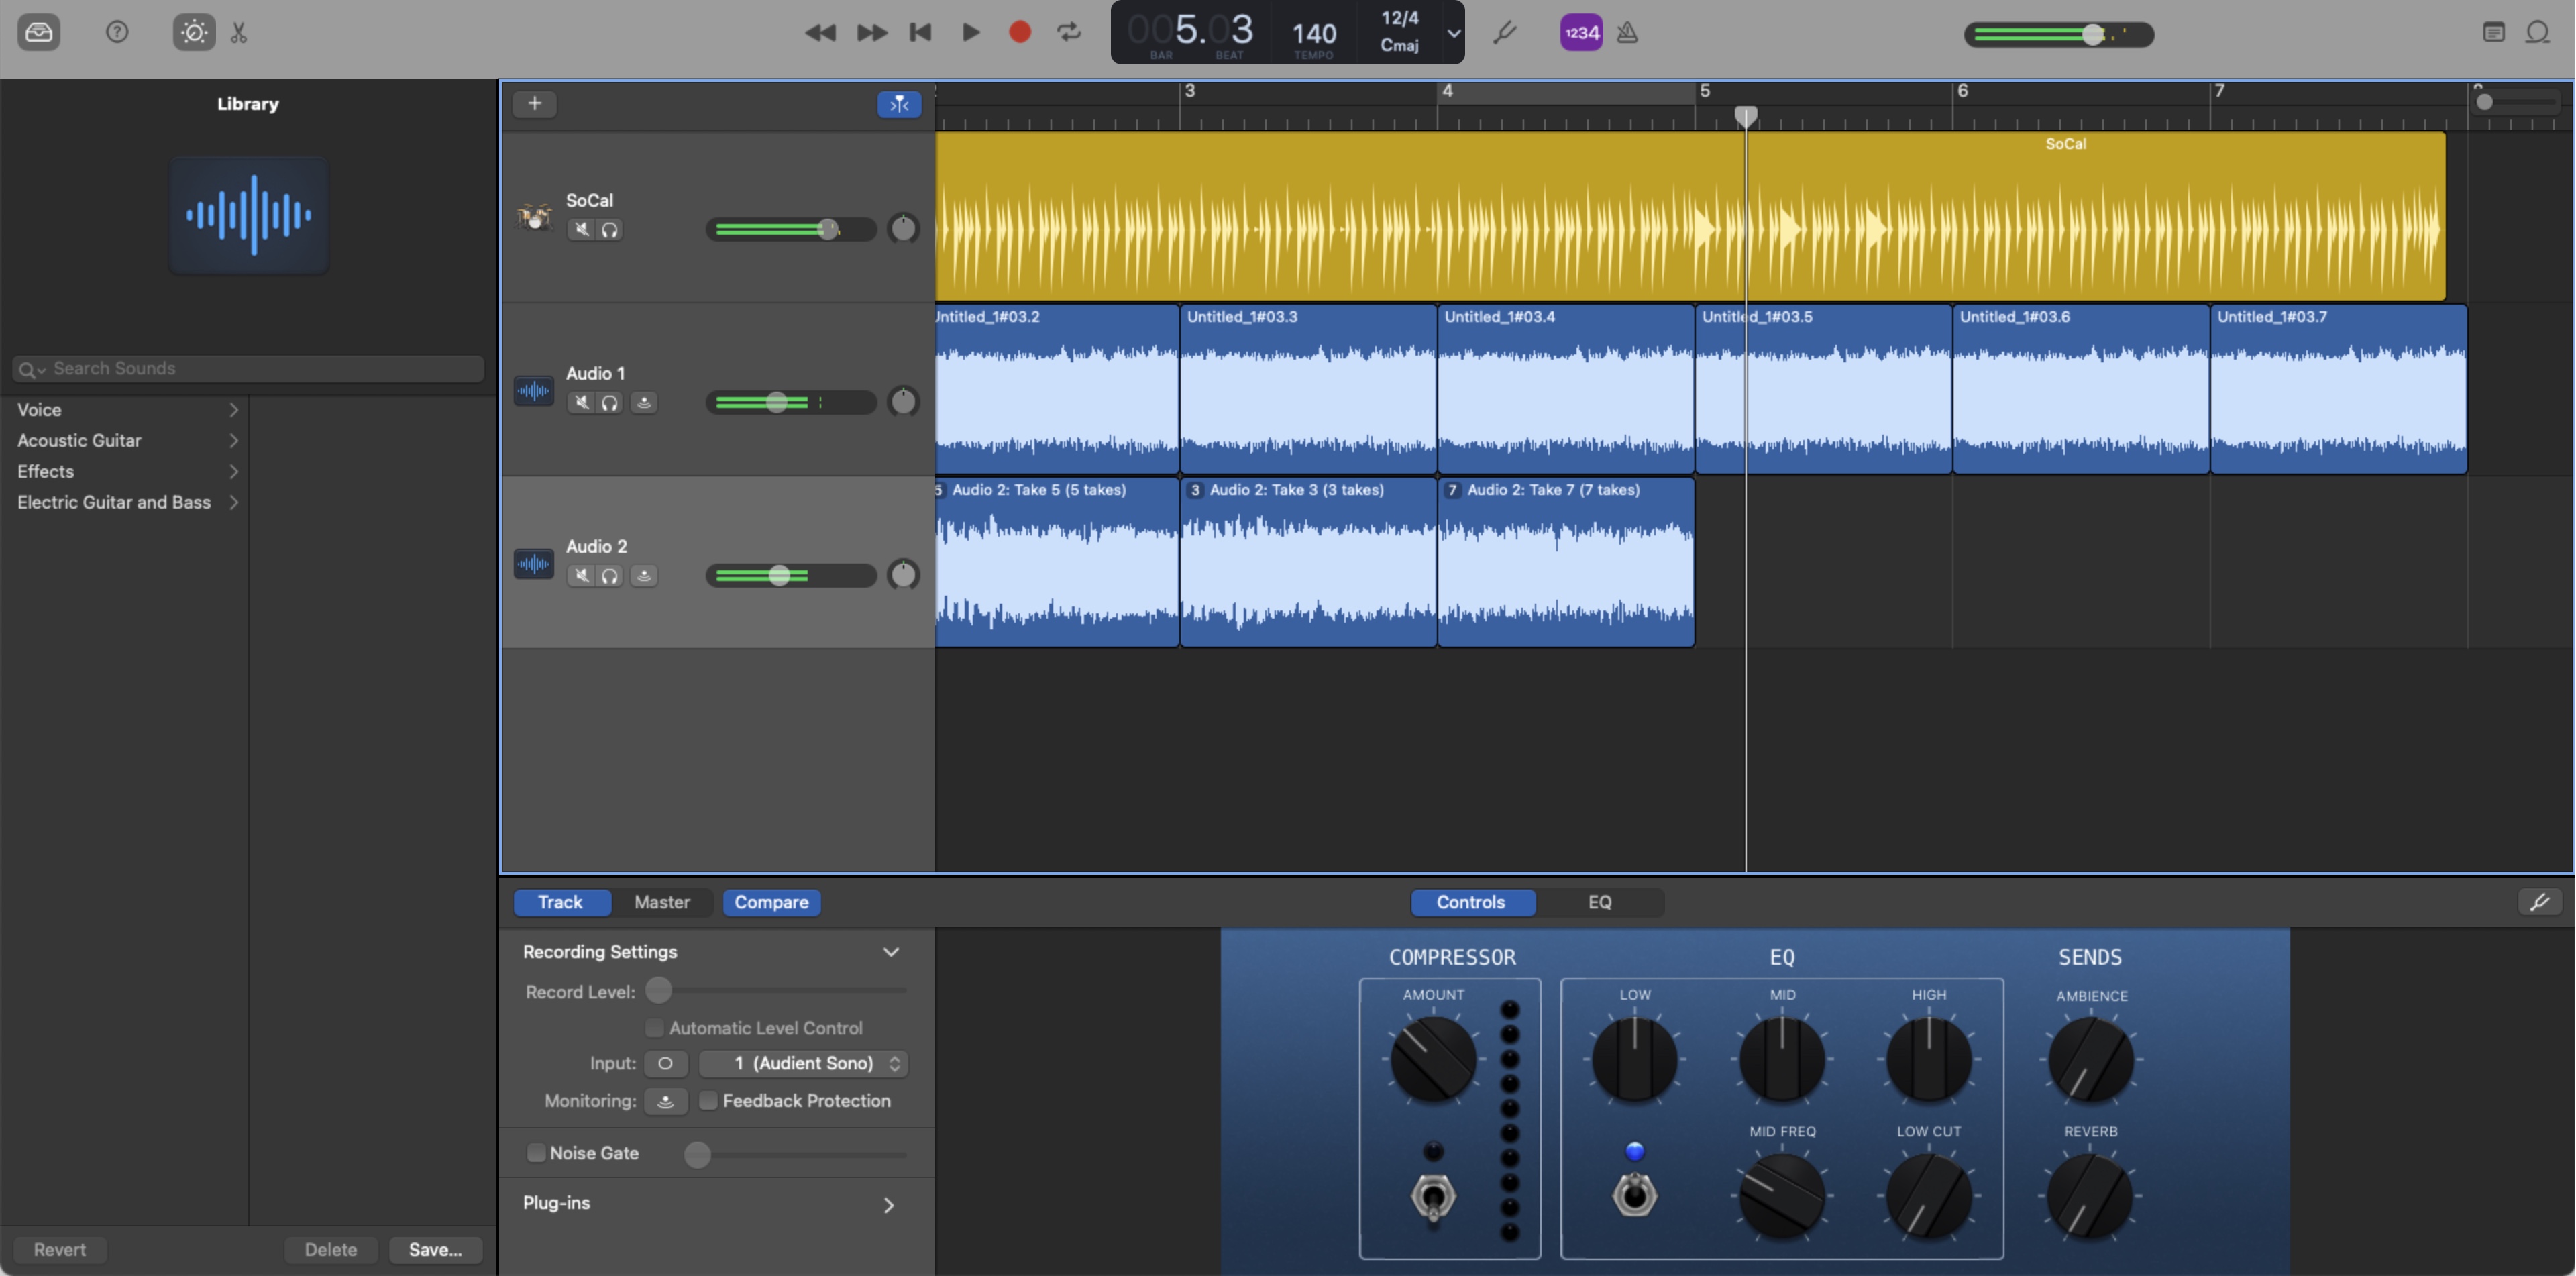 005.03
BAR
BEAT
140
TEMPO
12/4
Cmaj
1234
Library
Search Sounds
Voice
Acoustic Guitar
Effects
Electric Guitar and Bass
Revert
Delete
Save...
3
4
5
6
7
SoCal
SoCal
Audio 1
Untitled_1#03.2
Untitled_1#03.3
Untitled_1#03.4
Untitled_1#03.5
Untitled_1#03.6
Untitled_1#03.7
Audio 2
5 Audio 2: Take 5 (5 takes)
3 Audio 2: Take 3 (3 takes)
7 Audio 2: Take 7 (7 takes)
Track
Master
Compare
Controls
EQ
Recording Settings
Record Level:
Automatic Level Control
Input:
1 (Audient Sono)
Monitoring:
Feedback Protection
Noise Gate
Plug-ins
COMPRESSOR
AMOUNT
EQ
LOW
MID
HIGH
MID FREQ
LOW CUT
SENDS
AMBIENCE
REVERB